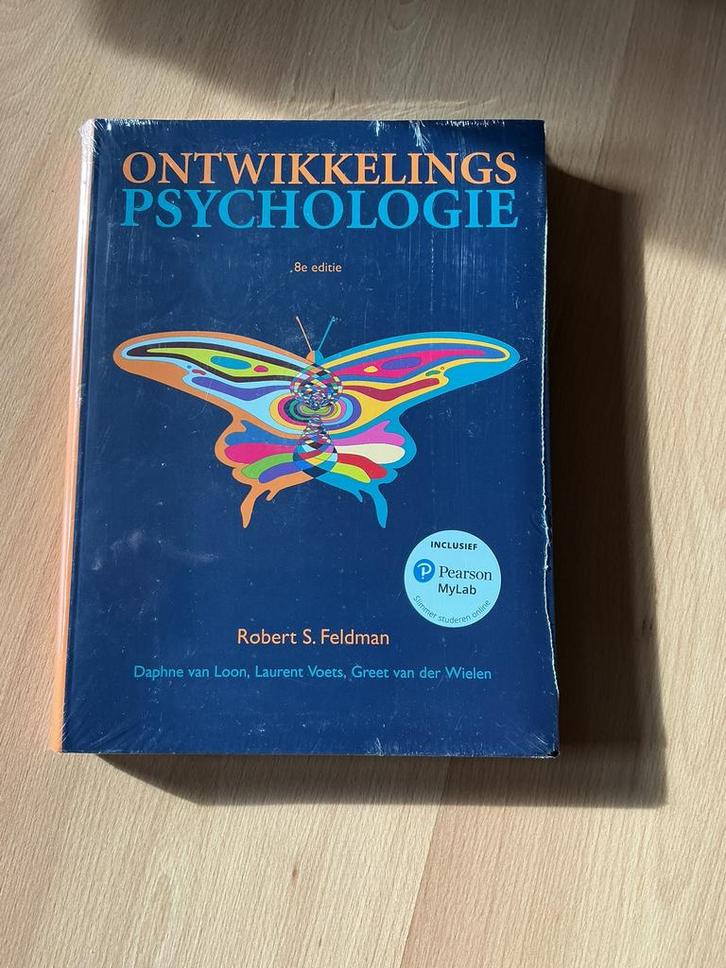 ONTWIKKELINGS
PSYCHOLOGIE
8e editie
INCLUSIEF
P Pearson
MyLab
Slimmer studeren online
Robert S. Feldman
Daphne van Loon, Laurent Voets, Greet van der Wielen